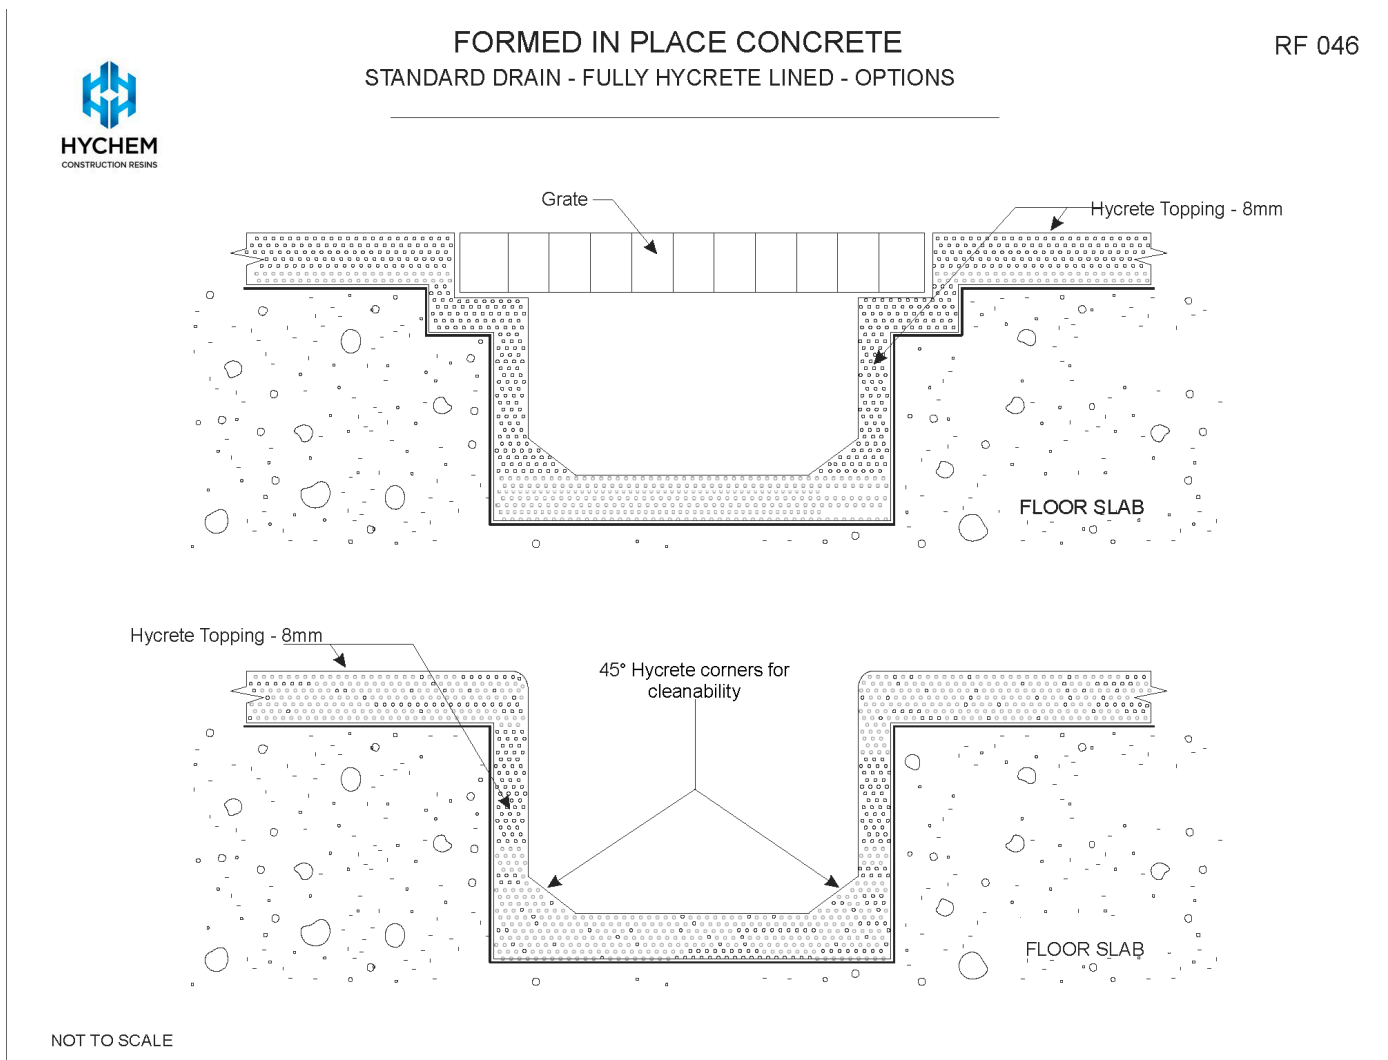 FORMED IN PLACE CONCRETE
RF 046
STANDARD DRAIN - FULLY HYCRETE LINED - OPTIONS
HYCHEM
CONSTRUCTION RESINS
Grate
Hycrete Topping - 8mm
FLOOR SLAB
Hycrete Topping - 8mm
45° Hycrete corners for
cleanability
FLOOR SLAB
NOT TO SCALE